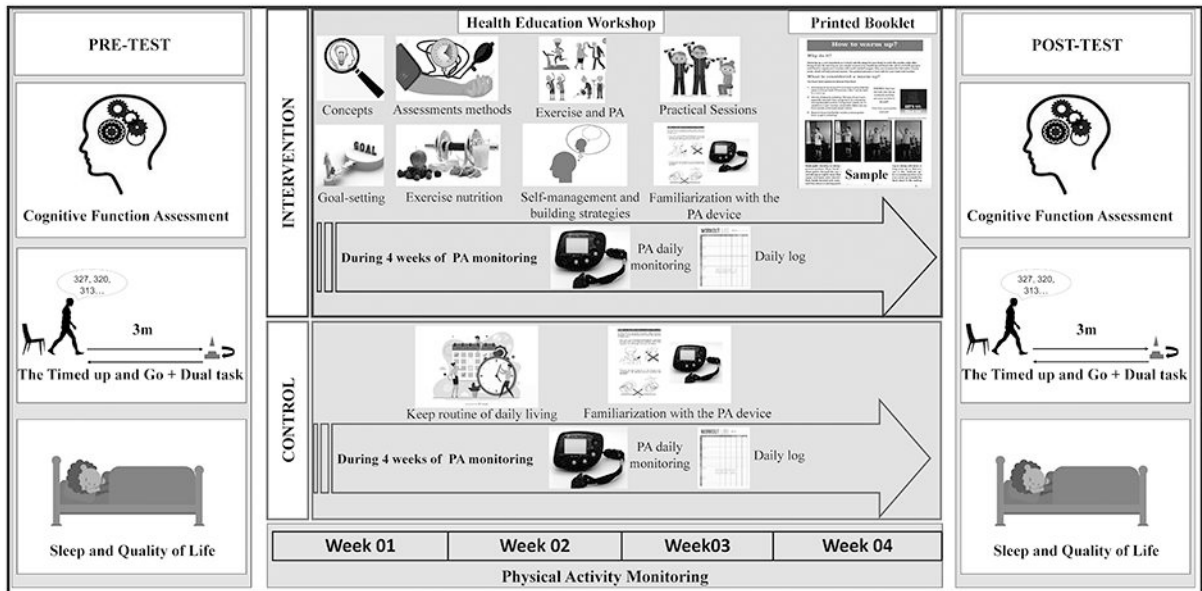 PRE-TEST
Cognitive Function Assessment
327, 320,
313...
3m
The Timed up and Go + Dual task
Sleep and Quality of Life
INTERVENTION
Health Education Workshop
Printed Booklet
Concepts
Assessments methods
Exercise and PA
Practical Sessions
How to warm up?
GOAL
Goal-setting
Exercise nutrition
Self-management and
building strategies
Familiarization with
the PA device
Sample
During 4 weeks of PA monitoring
PA daily
monitoring
WORKOUT
Daily log
CONTROL
Keep routine of daily living
Familiarization with the PA device
During 4 weeks of PA monitoring
PA daily
monitoring
Daily log
Week 01
Week 02
Week03
Week 04
Physical Activity Monitoring
POST-TEST
Cognitive Function Assessment
327, 320,
313...
3m
The Timed up and Go + Dual task
Sleep and Quality of Life